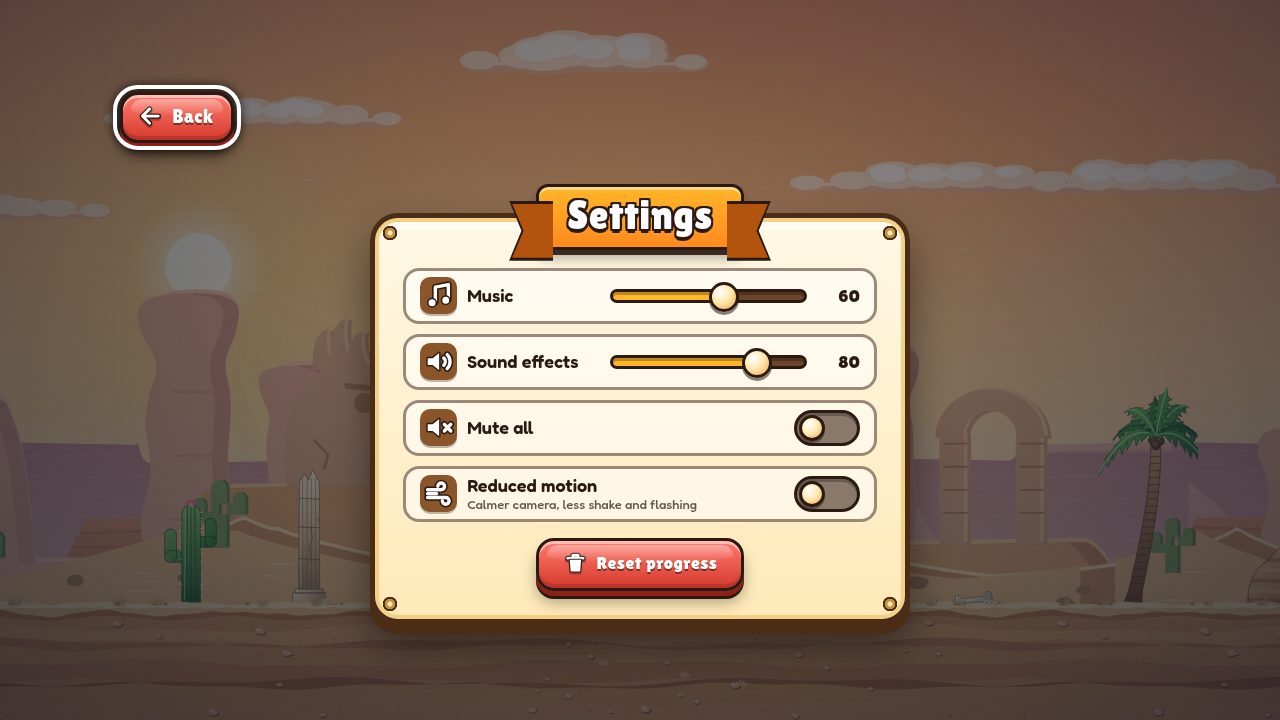 Back
Settings
Music 60
Sound effects 80
Mute all
Reduced motion
Calmer camera, less shake and flashing
Reset progress